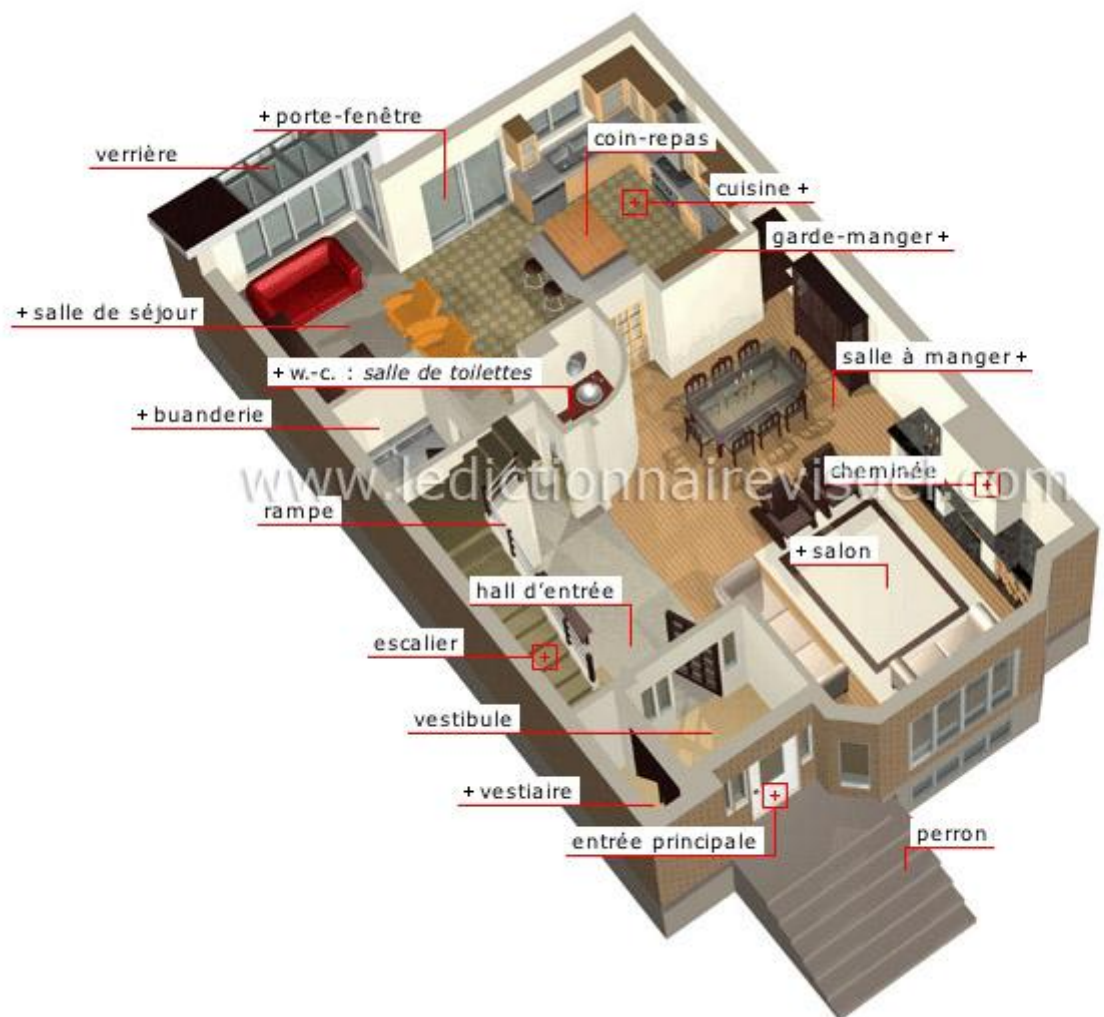 + porte-fenêtre
verrière
coin-repas
cuisine +
garde-manger +
+ salle de séjour
salle à manger +
+ w.-c. : salle de toilettes
+ buanderie
www.ledictionnairevisuel.com
cheminée
rampe
+ salon
hall d'entrée
escalier
vestibule
+ vestiaire
entrée principale
perron